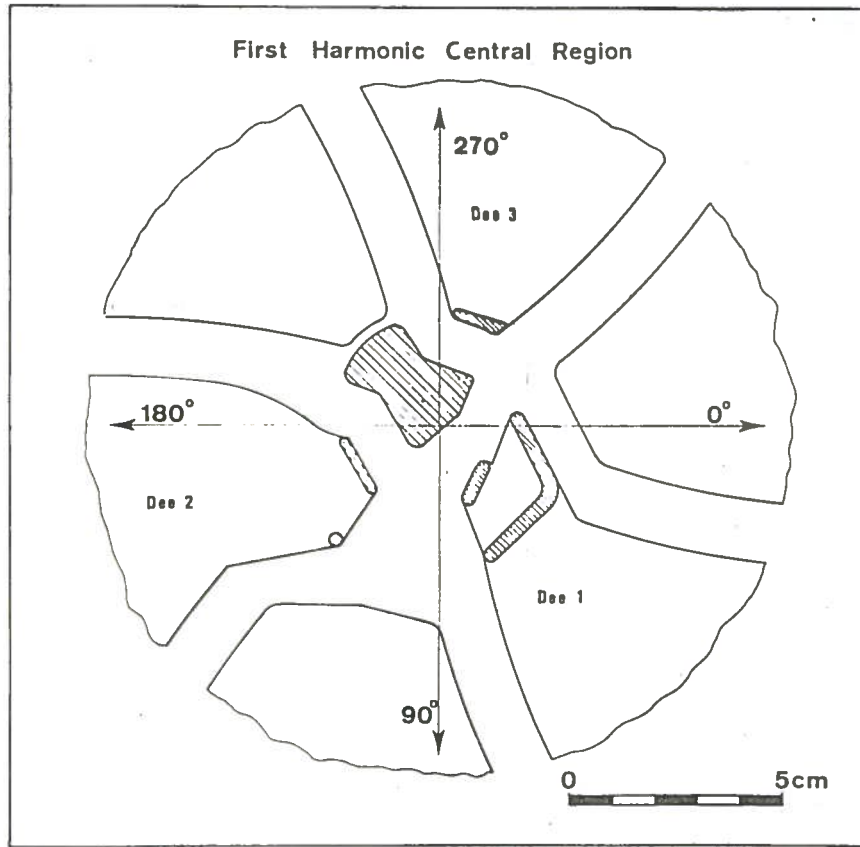 First Harmonic Central Region
270°
Dee 3
180°
0°
Dee 2
Dee 1
90°
0 5cm